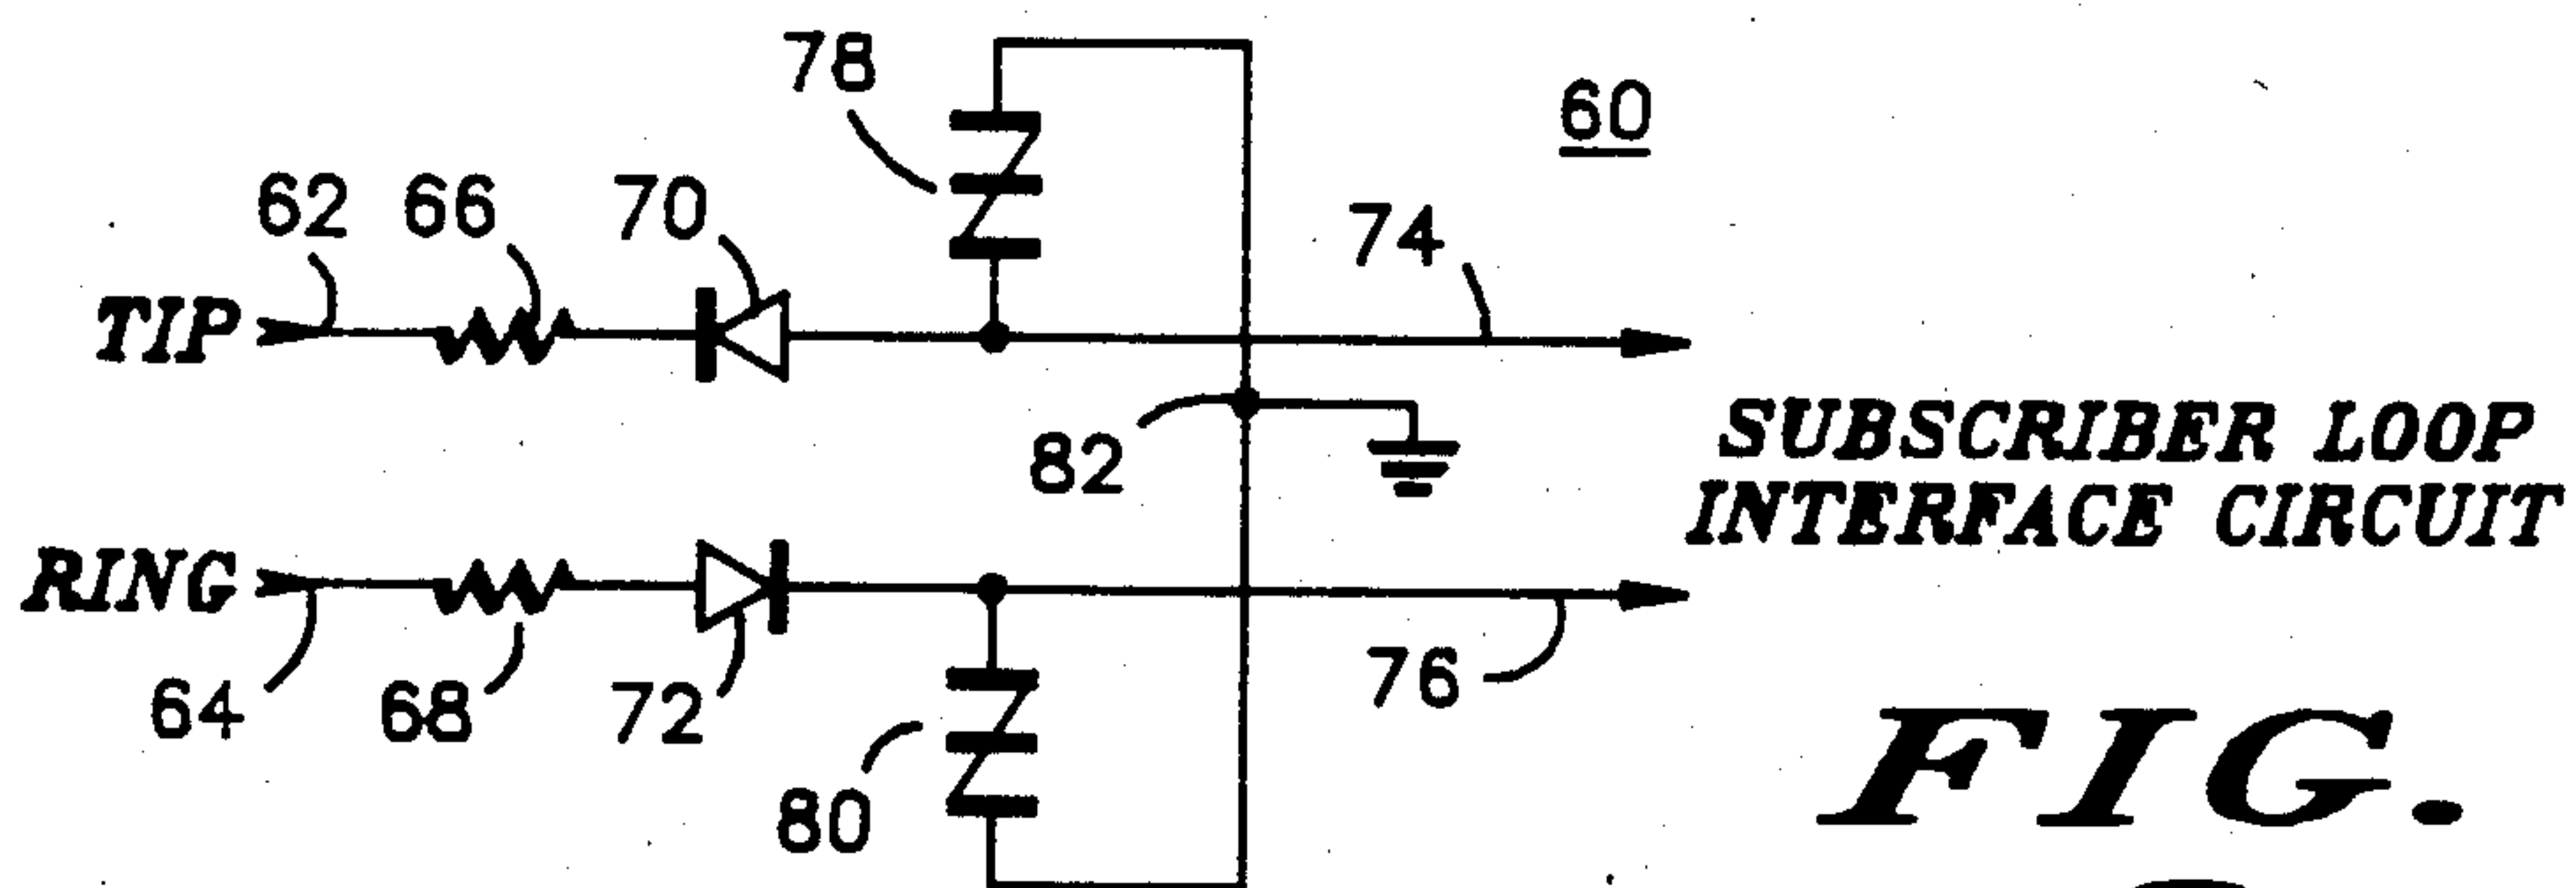 78
60
62 66 70
74
TIP
82
SUBSCRIBER LOOP
INTERFACE CIRCUIT
RING
64 68 72 76
80
FIG.